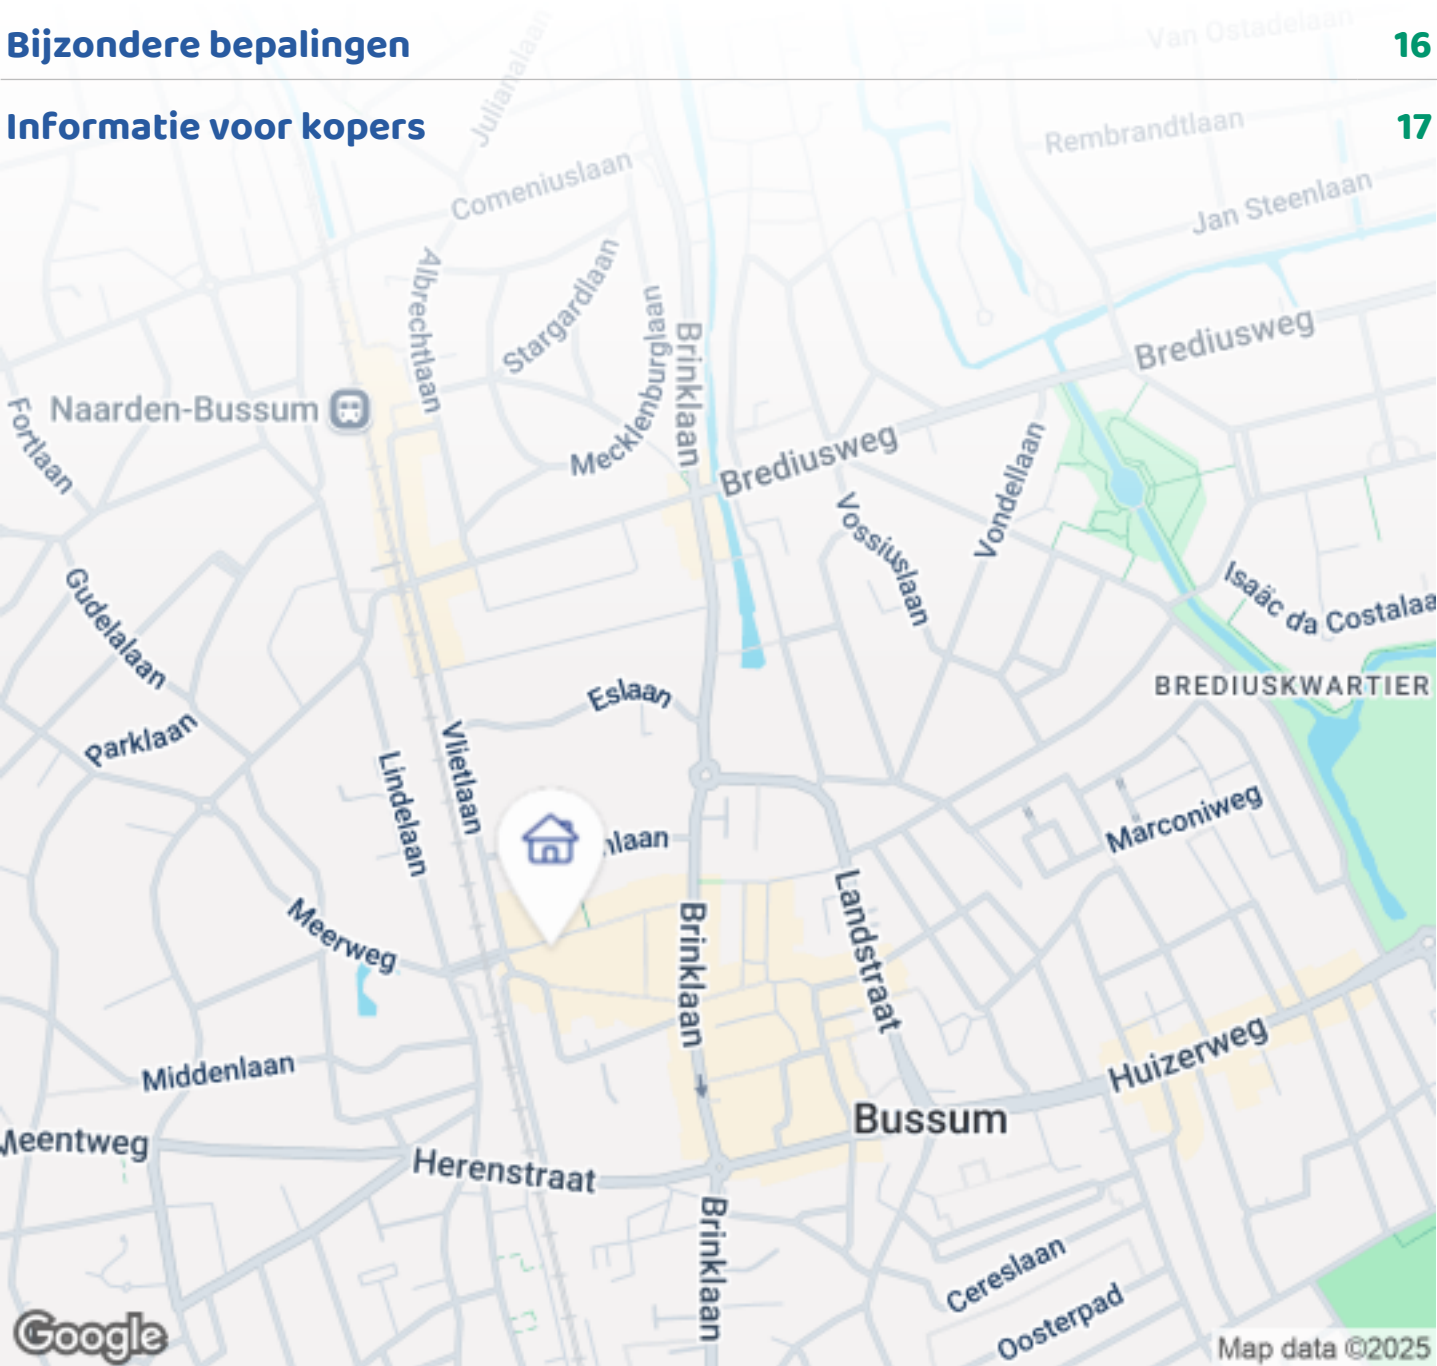 Bijzondere bepalingen 16
Informatie voor kopers 17
Van Ostadelaan
Julianalaan
Rembrandtlaan
Comeniuslaan
Jan Steenlaan
Albrechtlaan
Stargardlaan
Mecklenburglaan
Brinklaan
Brediusweg
Naarden-Bussum
Fortlaan
Brediusweg
Vondellaan
Vossiuslaan
Gudelalaan
Isaäc da Costalaa
BREDIUSKWARTIER
Eslaan
Parklaan
Vlietlaan
Lindelaan
nlaan
Marconiweg
Landstraat
Brinklaan
Meerweg
Middenlaan
Huizerweg
Bussum
Meentweg
Herenstraat
Brinklaan
Cereslaan
Oosterpad
Google
Map data ©2025